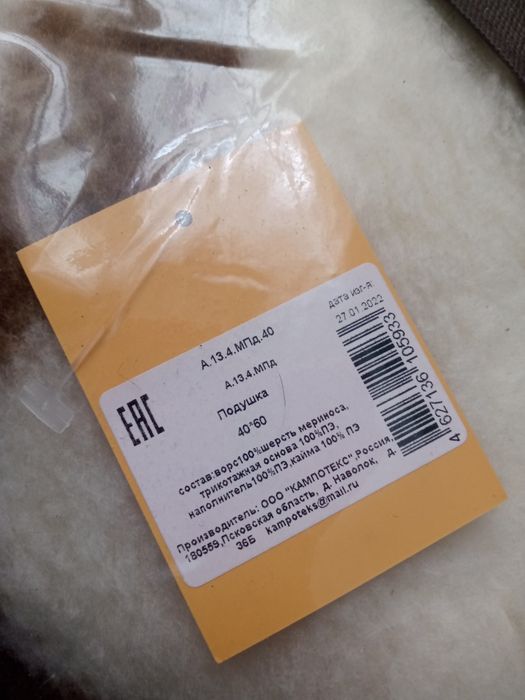 А.13.4.МПд.40
А.13.4.МПд
Подушка
40*60
состав:ворс100%шерсть мериноса,
трикотажная основа 100%ПЭ,
наполнитель100%ПЭ,кайма 100% ПЭ
Производитель: ООО "КАМПОТЕКС",Россия,
180559,Псковская область, д. Наволок, д.
36Б kampoteks@mail.ru
EAC
дата изг-я:
27.01.2022
4 627136 105933